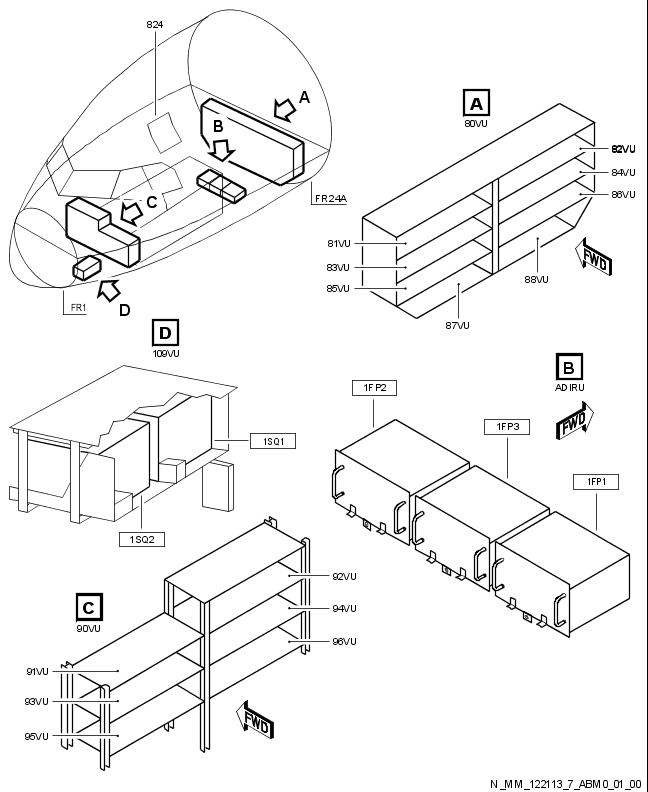 824
A
B
C
D
FR24A
FR1
A
80VU
82VU
84VU
86VU
81VU
83VU
85VU
88VU
87VU
FWD
D
109VU
1SQ1
1SQ2
B
ADIRU
FWD
1FP2
1FP3
1FP1
C
90VU
92VU
94VU
96VU
91VU
93VU
95VU
FWD
N_MM_122113_7_ABM0_01_00